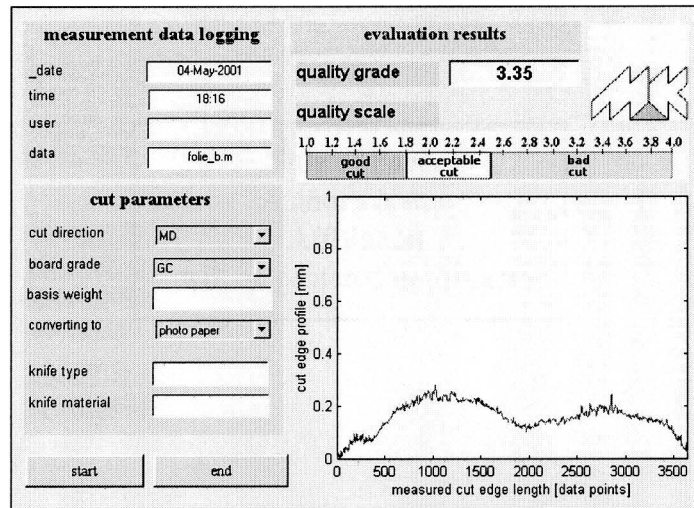 measurement data logging
_date 04-May-2001
time 18:16
user
data folie_b.m
cut parameters
cut direction MD
board grade GC
basis weight
converting to photo paper
knife type
knife material
start end
evaluation results
quality grade 3.35
quality scale
1.0 1.2 1.4 1.6 1.8 2.0 2.2 2.4 2.6 2.8 3.0 3.2 3.4 3.6 3.8 4.0
good cut
acceptable cut
bad cut
1
0.8
0.6
0.4
0.2
0
cut edge profile [mm]
0 500 1000 1500 2000 2500 3000 3500
measured cut edge length [data points]